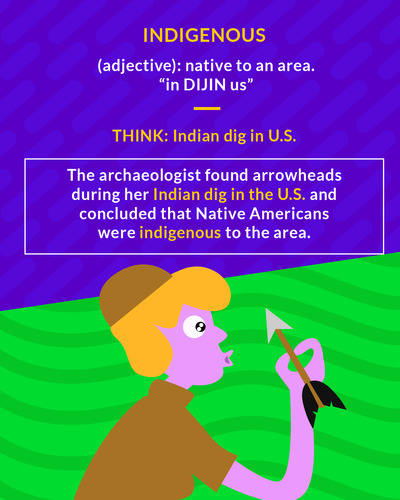 INDIGENOUS
(adjective): native to an area.
“in DIJIN us”
THINK: Indian dig in U.S.
The archaeologist found arrowheads
during her Indian dig in the U.S. and
concluded that Native Americans
were indigenous to the area.